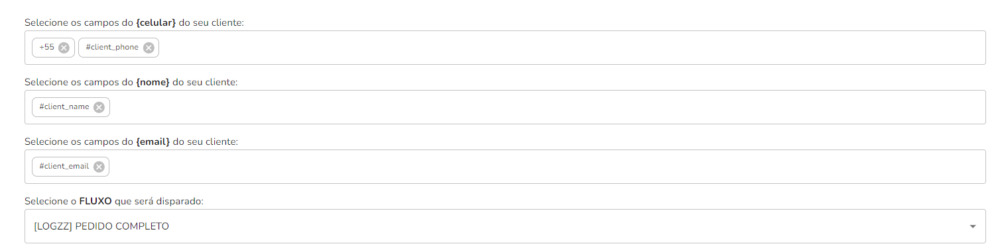 Selecione os campos do {celular} do seu cliente:
+55 #client_phone
Selecione os campos do {nome} do seu cliente:
#client_name
Selecione os campos do {email} do seu cliente:
#client_email
Selecione o FLUXO que será disparado:
[LOGZZ] PEDIDO COMPLETO